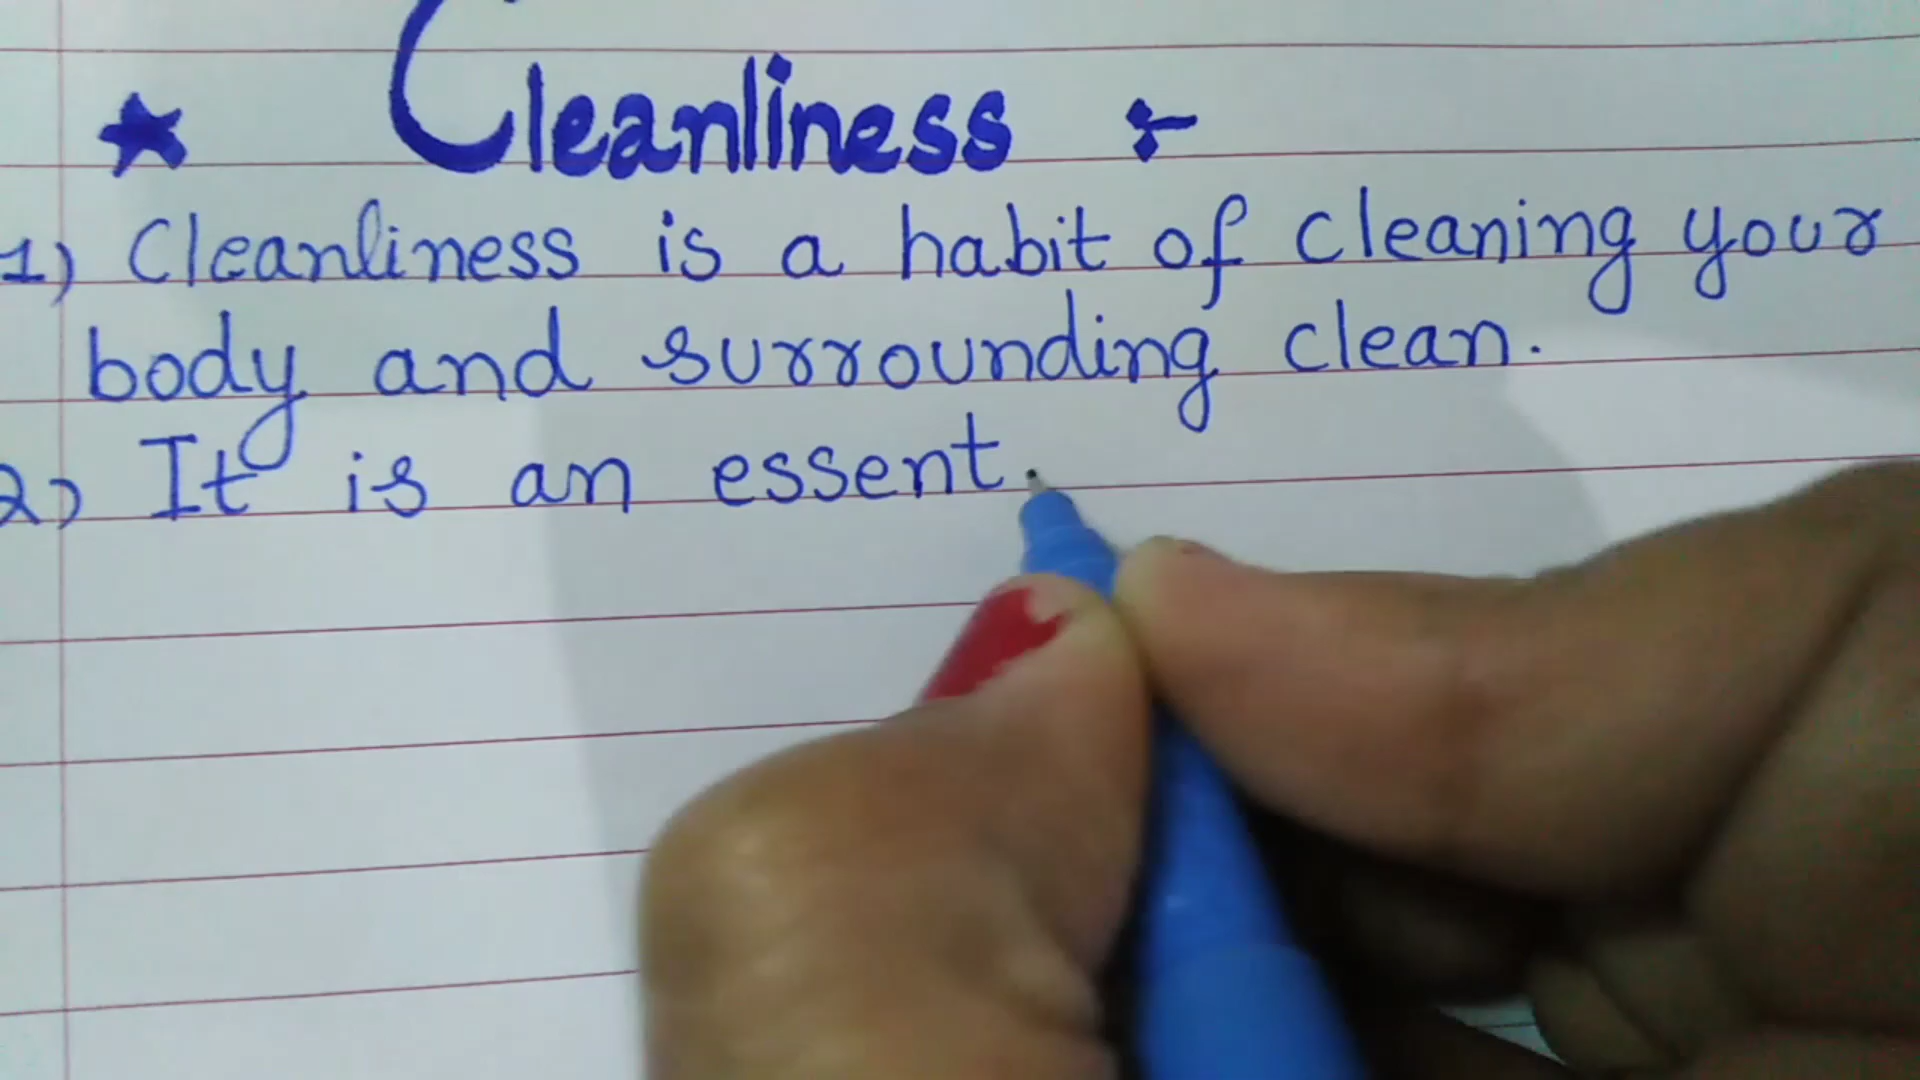 ★ Cleanliness :-
1) Cleanliness is a habit of cleaning your
body and surrounding clean.
2) It is an essent